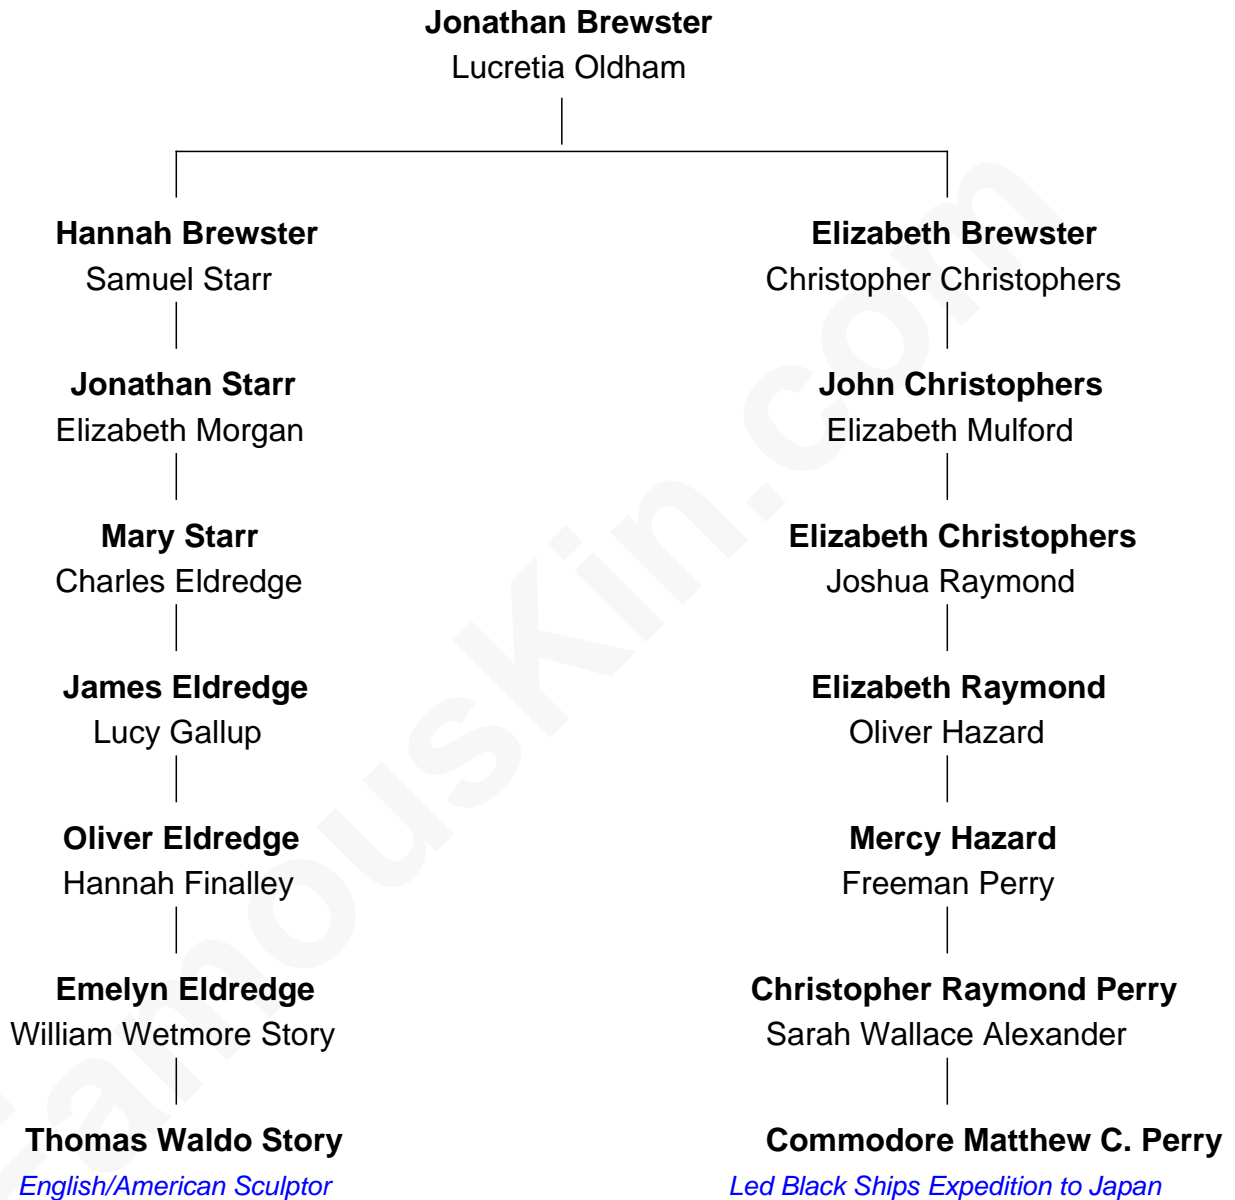 Jonathan Brewster
Lucretia Oldham
Hannah Brewster
Samuel Starr
Elizabeth Brewster
Christopher Christophers
Jonathan Starr
Elizabeth Morgan
John Christophers
Elizabeth Mulford
Mary Starr
Charles Eldredge
Elizabeth Christophers
Joshua Raymond
James Eldredge
Lucy Gallup
Elizabeth Raymond
Oliver Hazard
Oliver Eldredge
Hannah Finalley
Mercy Hazard
Freeman Perry
Emelyn Eldredge
William Wetmore Story
Christopher Raymond Perry
Sarah Wallace Alexander
Thomas Waldo Story
English/American Sculptor
Commodore Matthew C. Perry
Led Black Ships Expedition to Japan
FamousKin.com